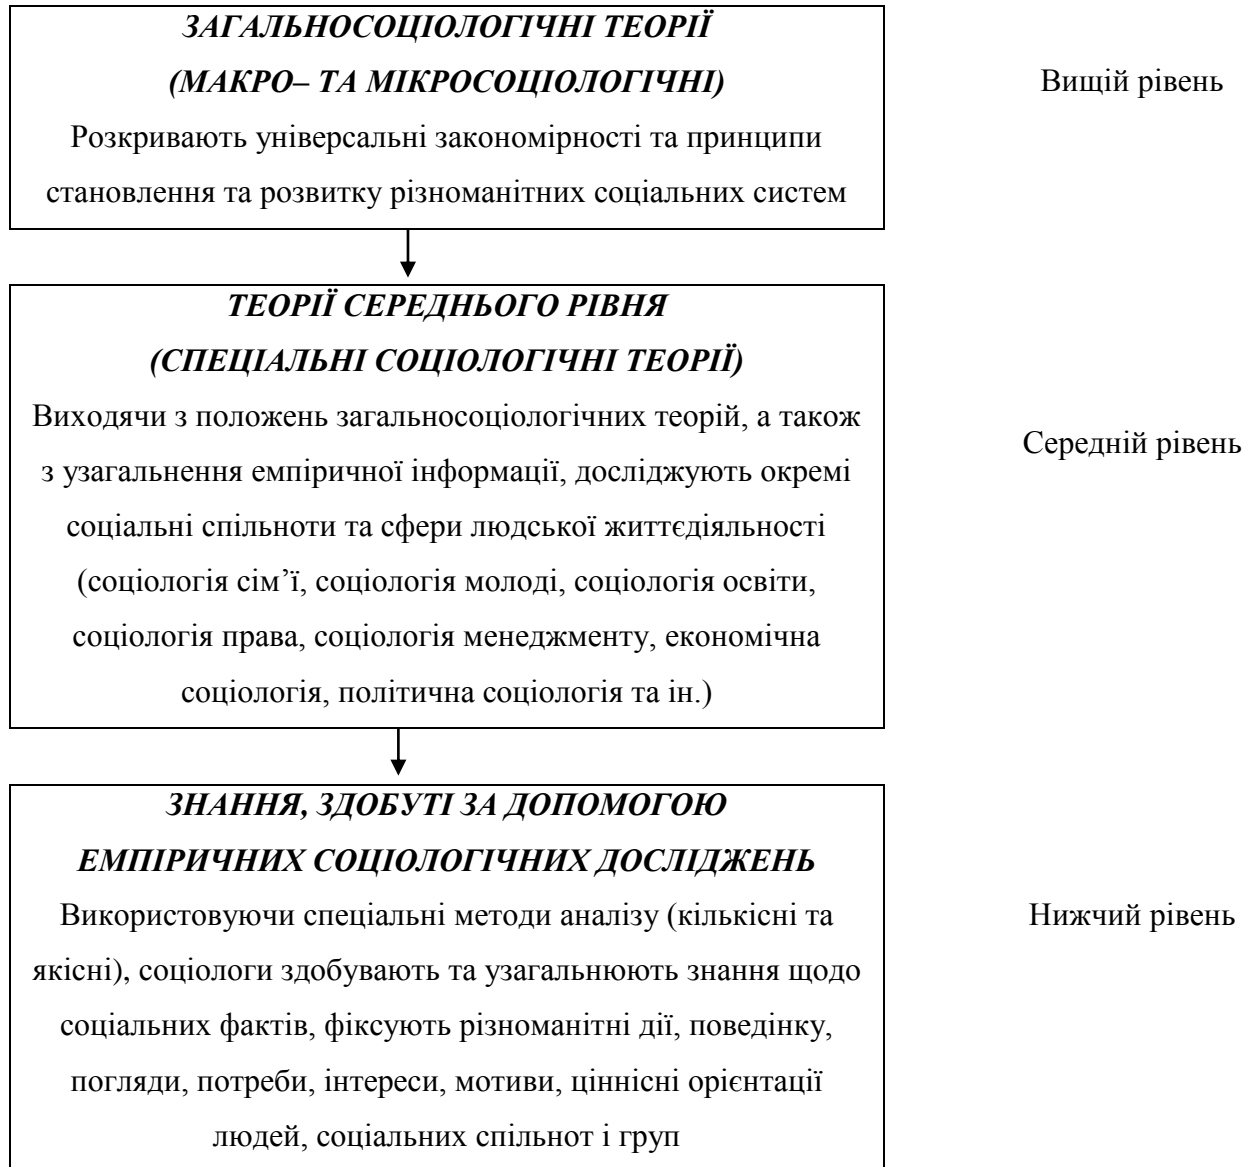 ЗАГАЛЬНОСОЦІОЛОГІЧНІ ТЕОРІЇ
(МАКРО– ТА МІКРОСОЦІОЛОГІЧНІ)
Розкривають універсальні закономірності та принципи
становлення та розвитку різноманітних соціальних систем
Вищій рівень
ТЕОРІЇ СЕРЕДНЬОГО РІВНЯ
(СПЕЦІАЛЬНІ СОЦІОЛОГІЧНІ ТЕОРІЇ)
Виходячи з положень загальносоціологічних теорій, а також
з узагальнення емпіричної інформації, досліджують окремі
соціальні спільноти та сфери людської життєдіяльності
(соціологія сім’ї, соціологія молоді, соціологія освіти,
соціологія права, соціологія менеджменту, економічна
соціологія, політична соціологія та ін.)
Середній рівень
ЗНАННЯ, ЗДОБУТІ ЗА ДОПОМОГОЮ
ЕМПІРИЧНИХ СОЦІОЛОГІЧНИХ ДОСЛІДЖЕНЬ
Використовуючи спеціальні методи аналізу (кількісні та
якісні), соціологи здобувають та узагальнюють знання щодо
соціальних фактів, фіксують різноманітні дії, поведінку,
погляди, потреби, інтереси, мотиви, ціннісні орієнтації
людей, соціальних спільнот і груп
Нижчий рівень